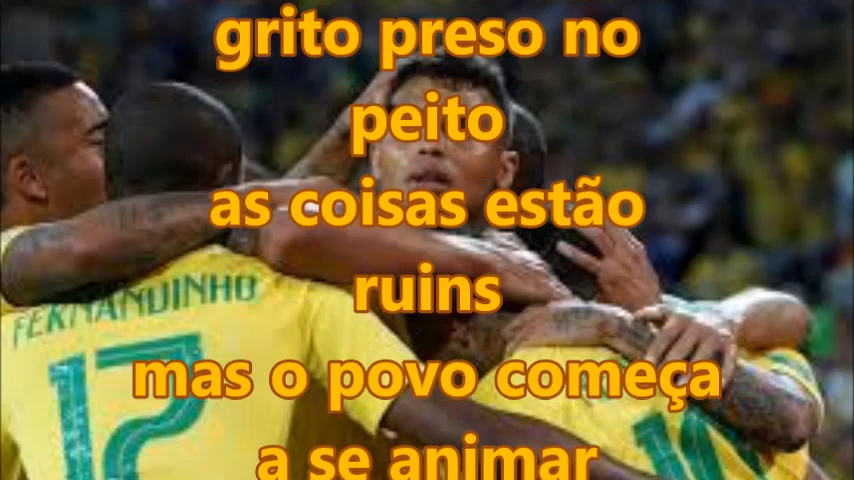 grito preso no
peito
as coisas estão
ruins
mas o povo começa
a se animar
FERNANDINHO
17